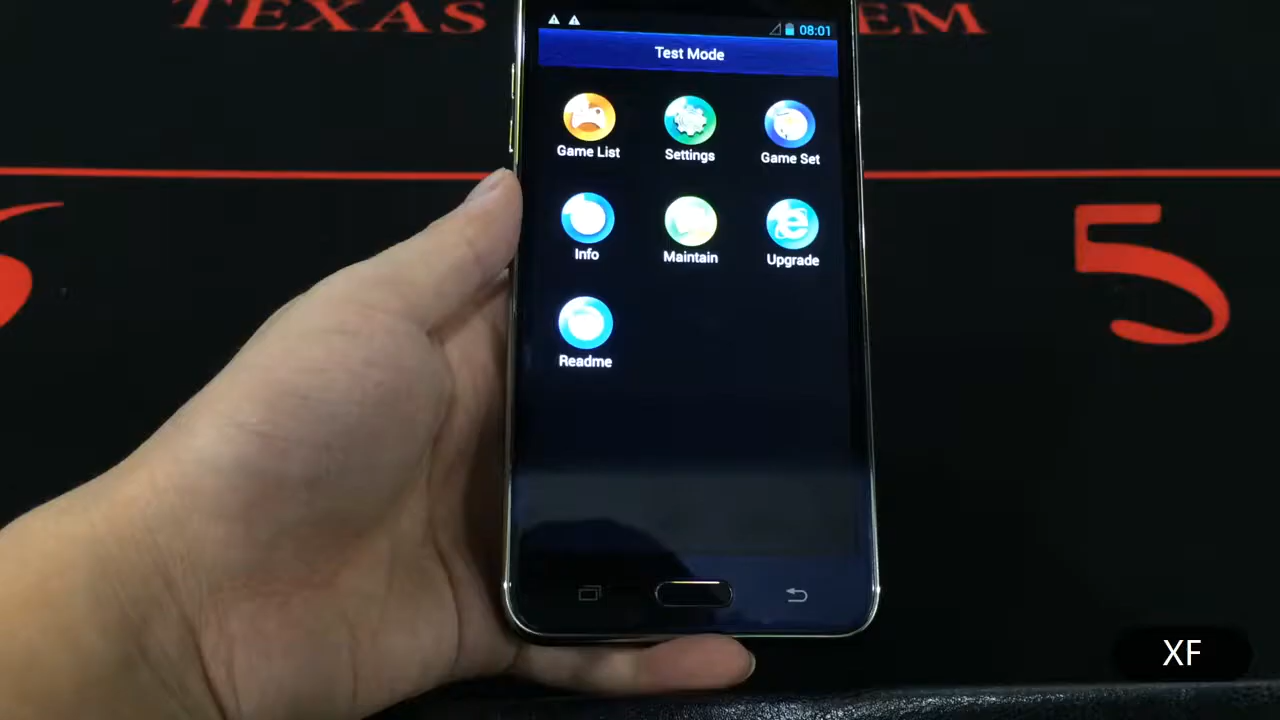 TEXAS
EM
08:01
Test Mode
Game List
Settings
Game Set
Info
Maintain
Upgrade
Readme
5
XF